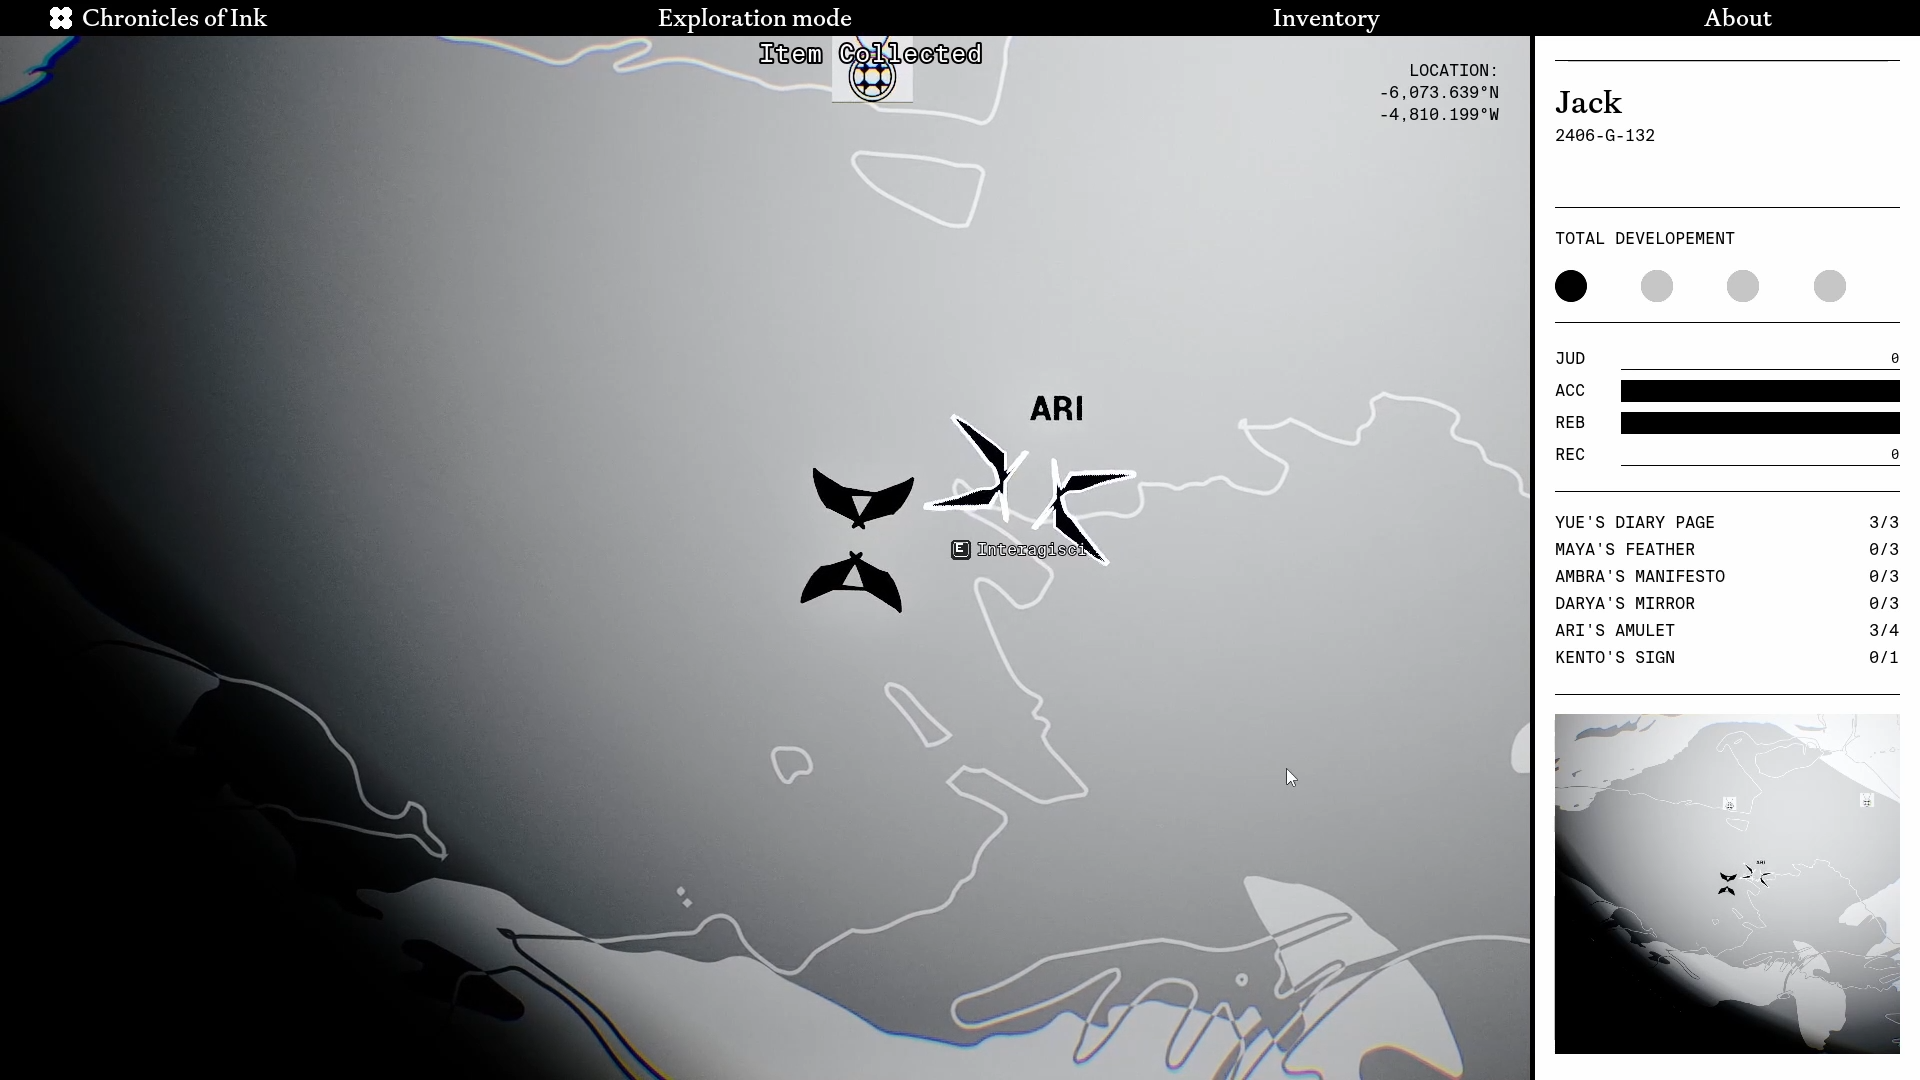 Chronicles of Ink
Exploration mode
Inventory
About
Item Collected
LOCATION:
-6,073.639°N
-4,810.199°W
ARI
E Interagisci
Jack
2406-G-132
TOTAL DEVELOPEMENT
JUD 0
ACC
REB
REC 0
YUE'S DIARY PAGE 3/3
MAYA'S FEATHER 0/3
AMBRA'S MANIFESTO 0/3
DARYA'S MIRROR 0/3
ARI'S AMULET 3/4
KENTO'S SIGN 0/1
ARI